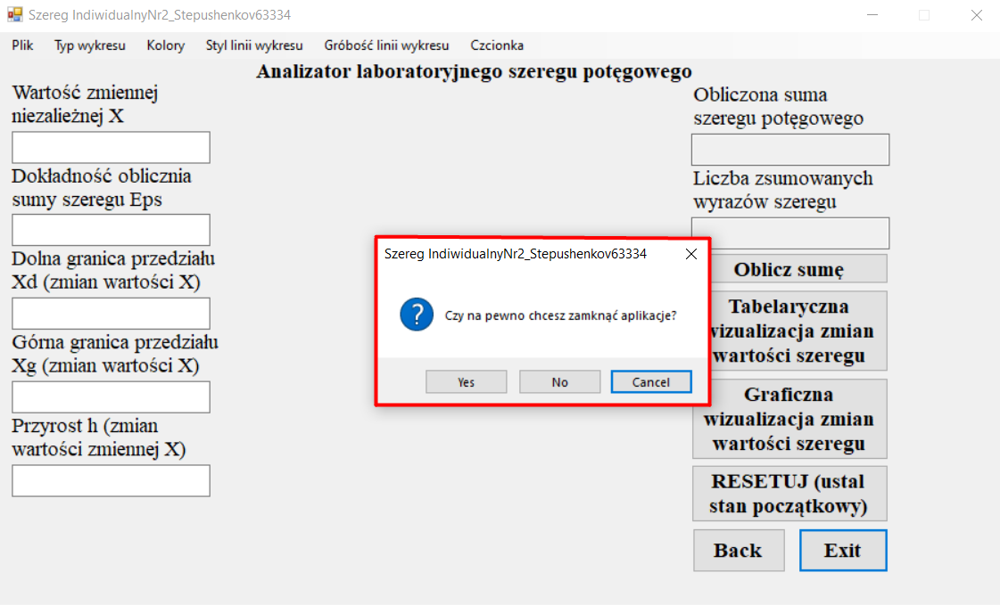 Szereg IndiwidualnyNr2_Stepushenkov63334
Plik Typ wykresu Kolory Styl linii wykresu Gróbość linii wykresu Czcionka
Analizator laboratoryjnego szeregu potęgowego
Wartość zmiennej
niezalieżnej X
Dokładność oblicznia
sumy szeregu Eps
Dolna granica przedziału
Xd (zmian wartości X)
Górna granica przedziału
Xg (zmian wartości X)
Przyrost h (zmian
wartości zmiennej X)
Szereg IndiwidualnyNr2_Stepushenkov63334
Czy na pewno chcesz zamknąć aplikacje?
Yes No Cancel
Obliczona suma
szeregu potęgowego
Liczba zsumowanych
wyrazów szeregu
Oblicz sumę
Tabelaryczna
wizualizacja zmian
wartości szeregu
Graficzna
wizualizacja zmian
wartości szeregu
RESETUJ (ustal
stan początkowy)
Back Exit